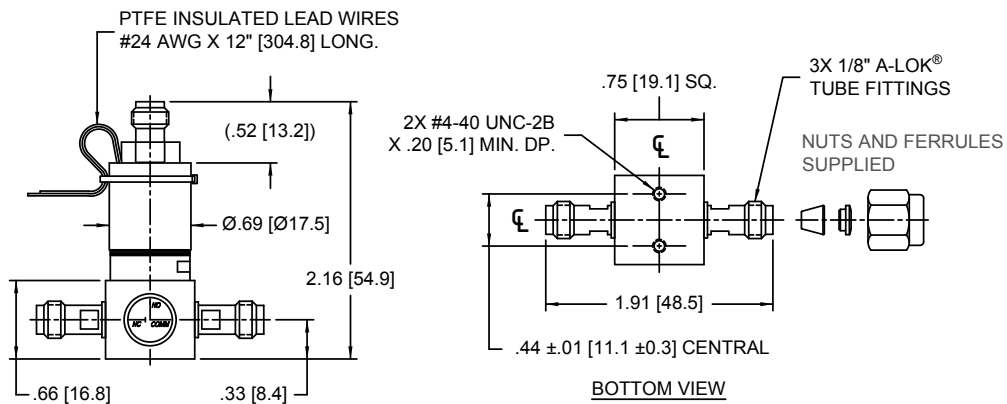 PTFE INSULATED LEAD WIRES
#24 AWG X 12" [304.8] LONG.
(.52 [13.2])
Ø.69 [Ø17.5]
2.16 [54.9]
NO
NC COMM
.66 [16.8]
.33 [8.4]
.75 [19.1] SQ.
2X #4-40 UNC-2B
X .20 [5.1] MIN. DP.
3X 1/8" A-LOK®
TUBE FITTINGS
NUTS AND FERRULES
SUPPLIED
℄
℄
1.91 [48.5]
.44 ±.01 [11.1 ±0.3] CENTRAL
BOTTOM VIEW